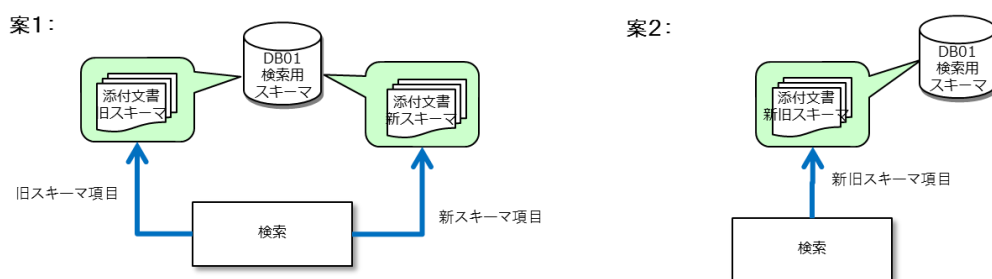 案1:
DB01
検索用
スキーマ
添付文書
旧スキーマ
添付文書
新スキーマ
旧スキーマ項目
新スキーマ項目
検索
案2:
DB01
検索用
スキーマ
添付文書
新旧スキーマ
新旧スキーマ項目
検索